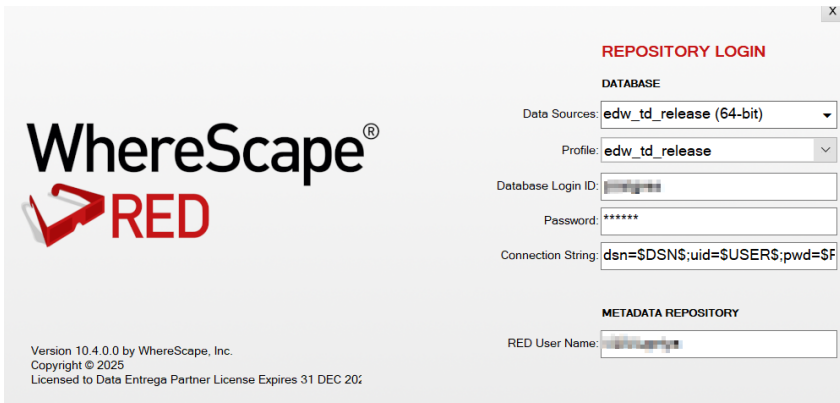 X
REPOSITORY LOGIN
DATABASE
Data Sources: edw_td_release (64-bit)
Profile: edw_td_release
Database Login ID:
Password: ******
Connection String: dsn=$DSN$;uid=$USER$;pwd=$
WhereScape®
RED
METADATA REPOSITORY
RED User Name:
Version 10.4.0.0 by WhereScape, Inc.
Copyright © 2025
Licensed to Data Entrega Partner License Expires 31 DEC